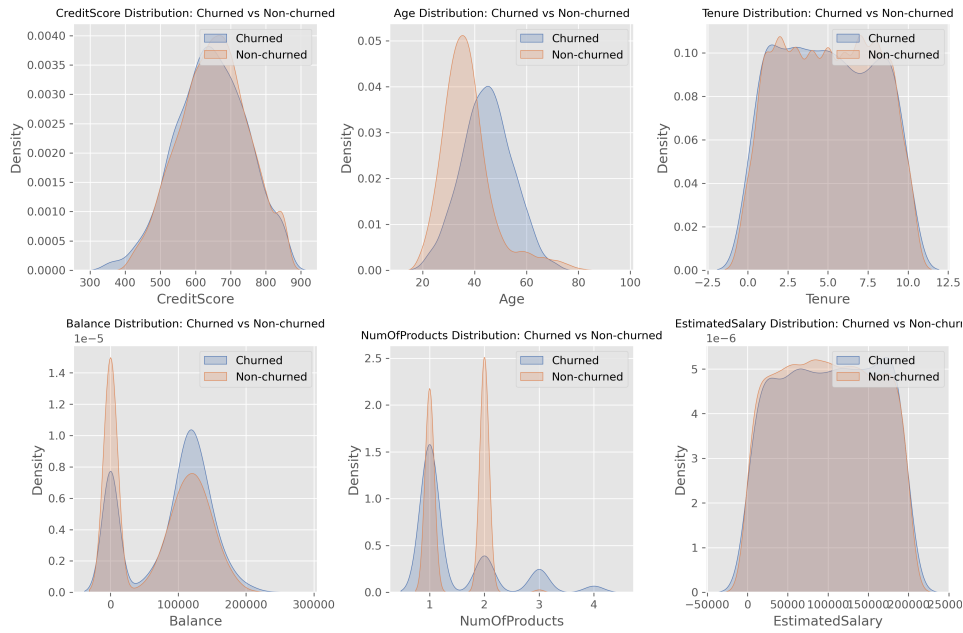 CreditScore Distribution: Churned vs Non-churned
Churned
Non-churned
0.0040
0.0035
0.0030
0.0025
0.0020
0.0015
0.0010
0.0005
0.0000
Density
300 400 500 600 700 800 900
CreditScore
Age Distribution: Churned vs Non-churned
Churned
Non-churned
0.05
0.04
0.03
0.02
0.01
0.00
Density
20 40 60 80 100
Age
Tenure Distribution: Churned vs Non-churned
Churned
Non-churned
0.10
0.08
0.06
0.04
0.02
0.00
Density
−2.5 0.0 2.5 5.0 7.5 10.0 12.5
Tenure
Balance Distribution: Churned vs Non-churned
1e−5
Churned
Non-churned
1.4
1.2
1.0
0.8
0.6
0.4
0.2
0.0
Density
0 100000 200000 300000
Balance
NumOfProducts Distribution: Churned vs Non-churned
Churned
Non-churned
2.5
2.0
1.5
1.0
0.5
0.0
Density
1 2 3 4
NumOfProducts
EstimatedSalary Distribution: Churned vs Non-churr
1e−6
Churned
Non-churned
5
4
3
2
1
0
Density
−50000 0 50000 100000 150000 200000 25000
EstimatedSalary